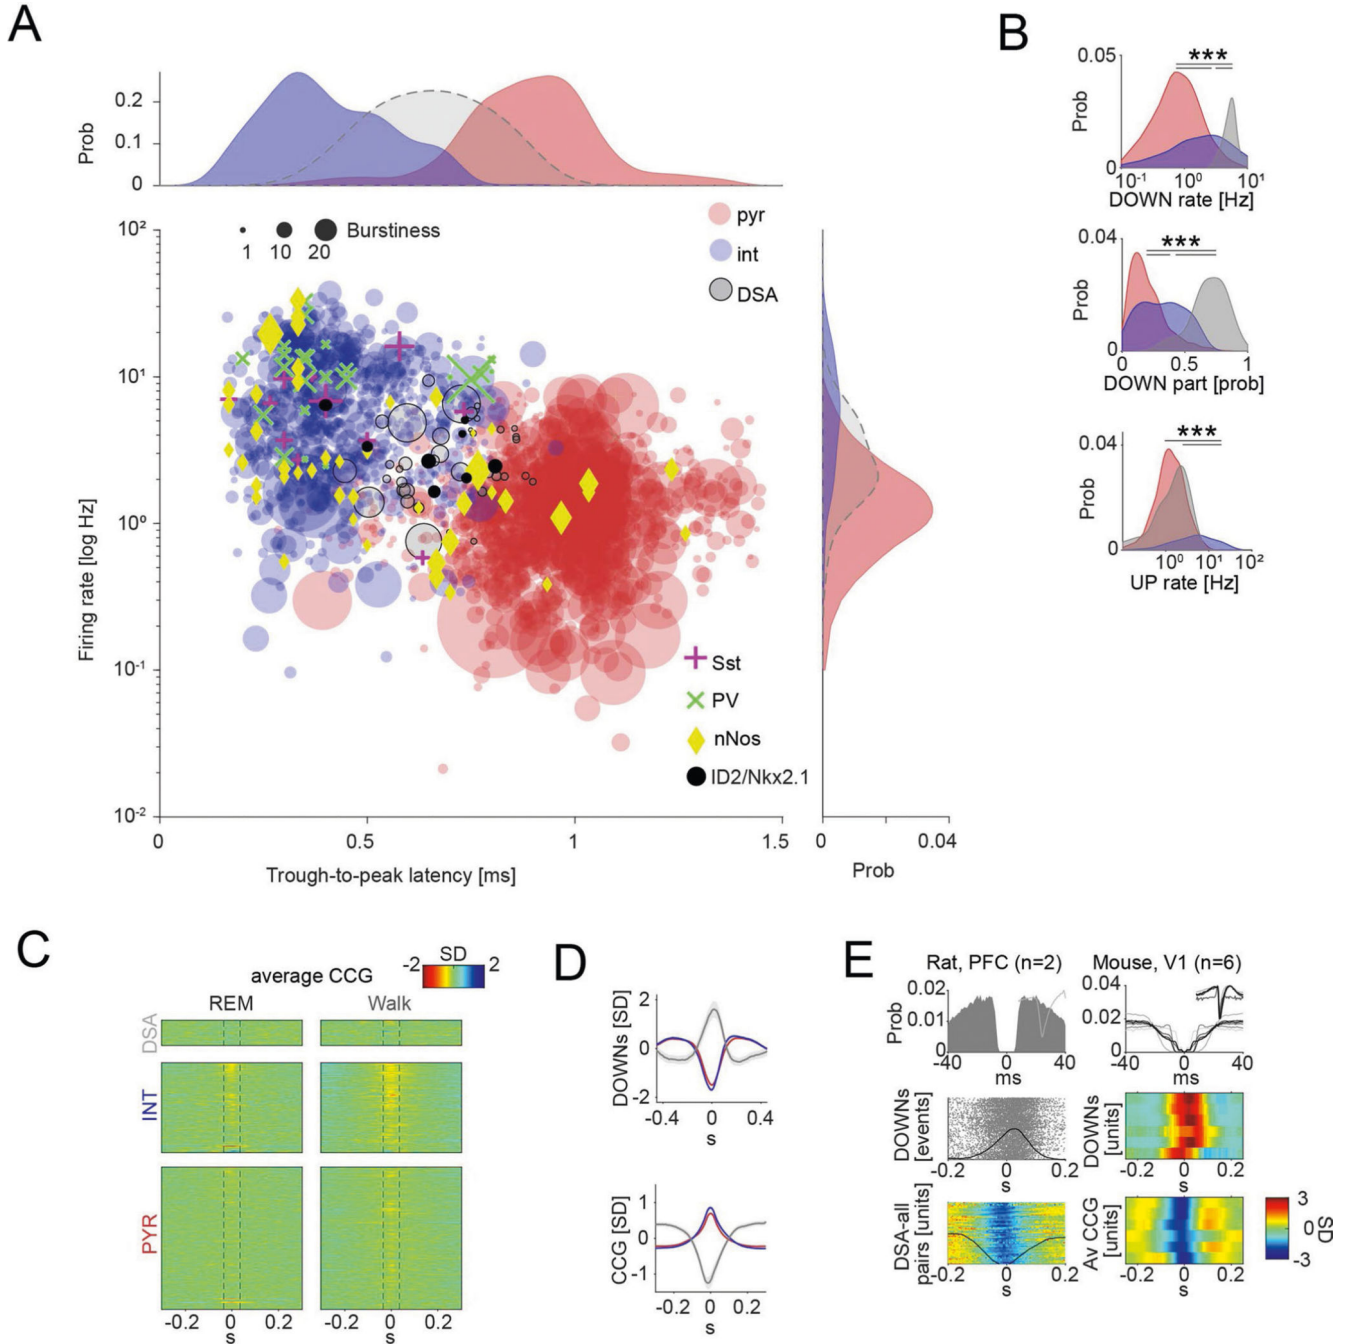 A
Prob
0.2
0.1
0
10²
10¹
10⁰
10⁻¹
10⁻²
Firing rate [log Hz]
1 10 20 Burstiness
pyr
int
DSA
Sst
PV
nNos
ID2/Nkx2.1
0 0.5 1 1.5
Trough-to-peak latency [ms]
0 0.04
Prob
B
***
0.05
Prob
0
10⁻¹ 10⁰ 10¹
DOWN rate [Hz]
***
0.04
Prob
0
0 0.5 1
DOWN part [prob]
***
0.04
Prob
0
10⁰ 10¹ 10²
UP rate [Hz]
C
average CCG
SD
-2 2
REM Walk
DSA
INT
PYR
-0.2 0 0.2 -0.2 0 0.2
s s
D
DOWNs [SD]
2
0
-2
-0.4 0 0.4
s
CCG [SD]
1
0
-1
-0.2 0 0.2
s
E
Rat, PFC (n=2) Mouse, V1 (n=6)
Prob
0.02
0.01
0
-40 0 40
ms
0.04
0.02
0
-40 0 40
ms
DOWNs
[events]
-0.2 0 0.2
s
DOWNs
[units]
-0.2 0 0.2
s
DSA-all
pairs [units]
-0.2 0 0.2
s
Av CCG
[units]
-0.2 0 0.2
s
3
0
-3
SD